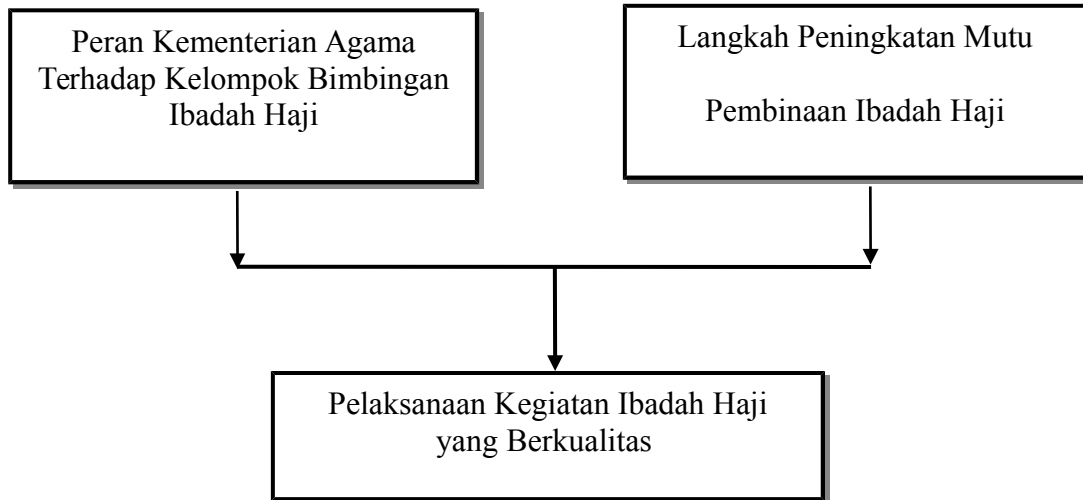 Peran Kementerian Agama
Terhadap Kelompok Bimbingan
Ibadah Haji
Langkah Peningkatan Mutu
Pembinaan Ibadah Haji
Pelaksanaan Kegiatan Ibadah Haji
yang Berkualitas